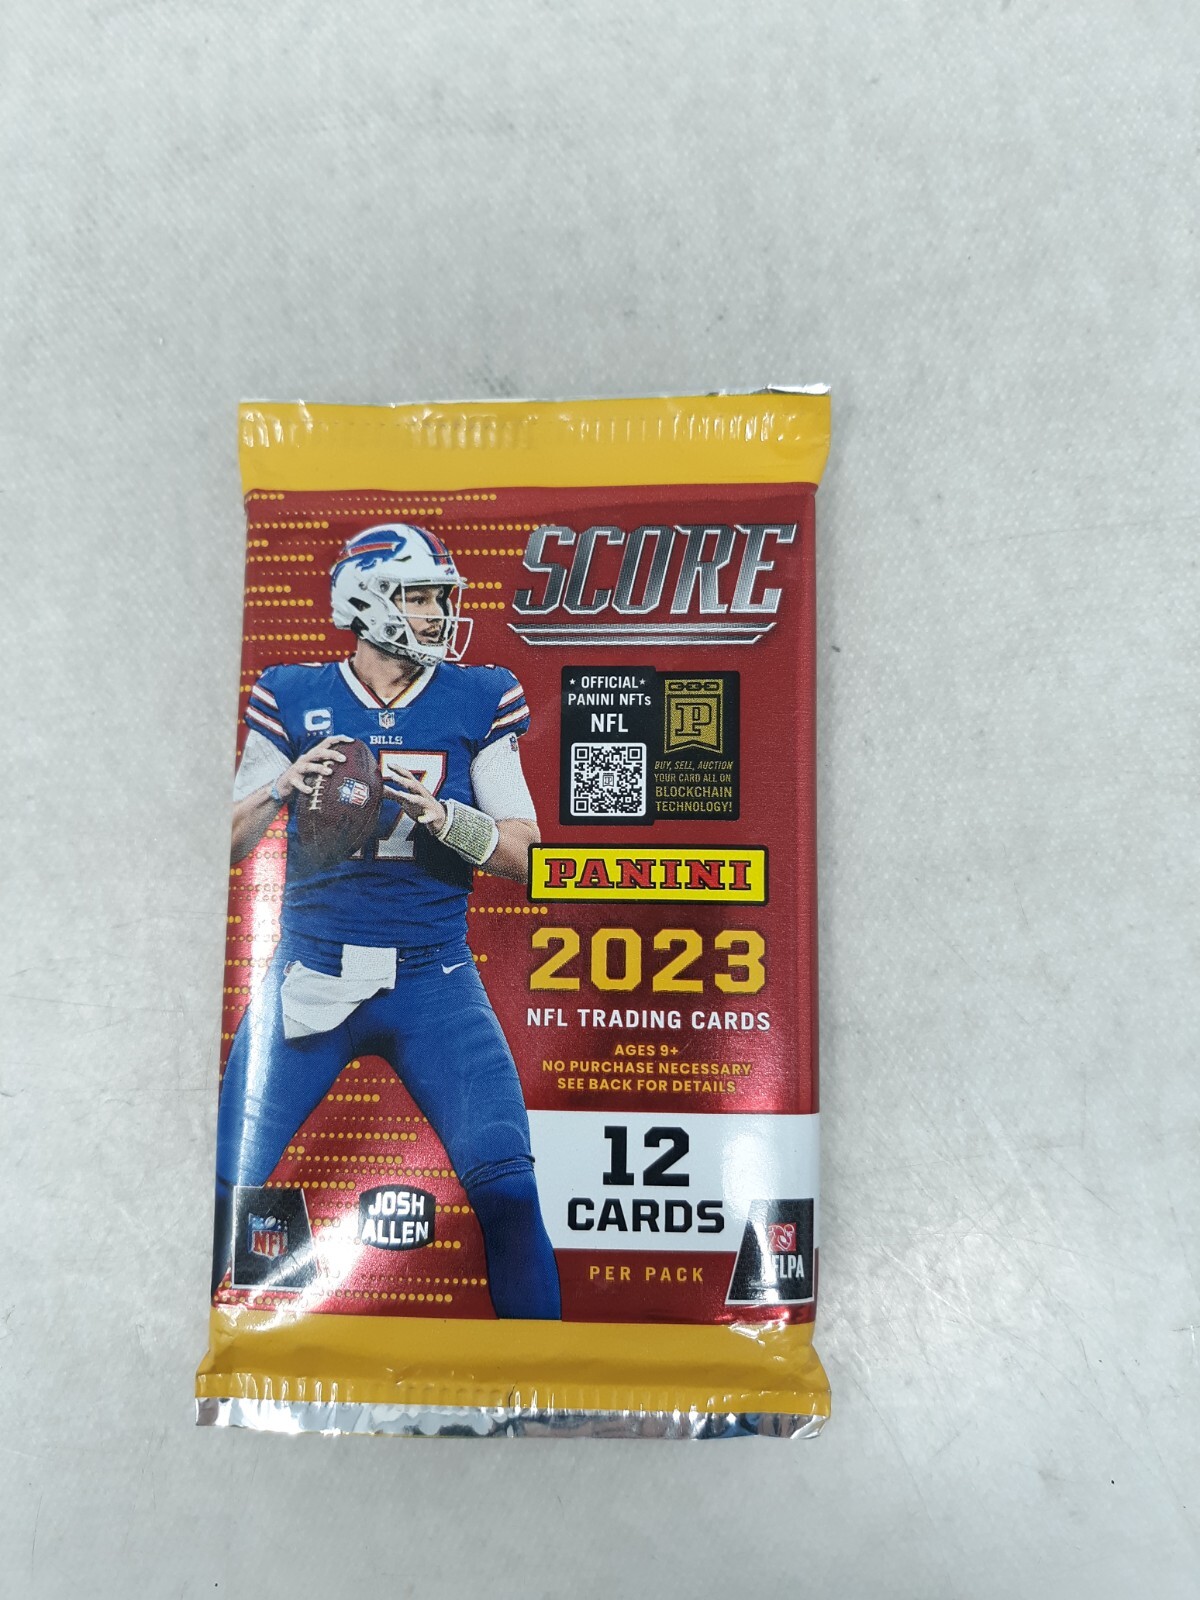 SCORE
★ OFFICIAL ★
PANINI NFTs
NFL
P
BUY, SELL, AUCTION
YOUR CARD ALL ON
BLOCKCHAIN
TECHNOLOGY!
C
BILLS
17
PANINI
2023
NFL TRADING CARDS
AGES 9+
NO PURCHASE NECESSARY
SEE BACK FOR DETAILS
12
CARDS
PER PACK
JOSH
ALLEN
NFL
NFLPA